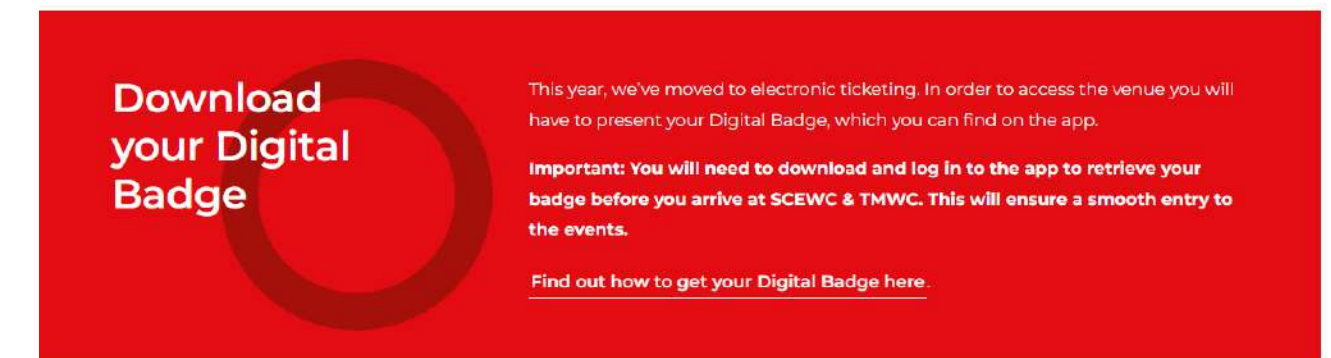 Download
your Digital
Badge
This year, we've moved to electronic ticketing. In order to access the venue you will
have to present your Digital Badge, which you can find on the app.
Important: You will need to download and log in to the app to retrieve your
badge before you arrive at SCEWC & TMWC. This will ensure a smooth entry to
the events.
Find out how to get your Digital Badge here.